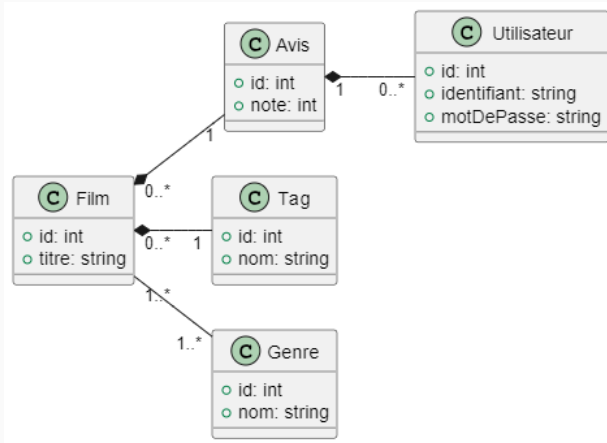 C Avis
id: int
note: int
C Utilisateur
id: int
identifiant: string
motDePasse: string
1
0..*
1
0..*
C Film
id: int
titre: string
0..*
1
C Tag
id: int
nom: string
1..*
1..*
C Genre
id: int
nom: string